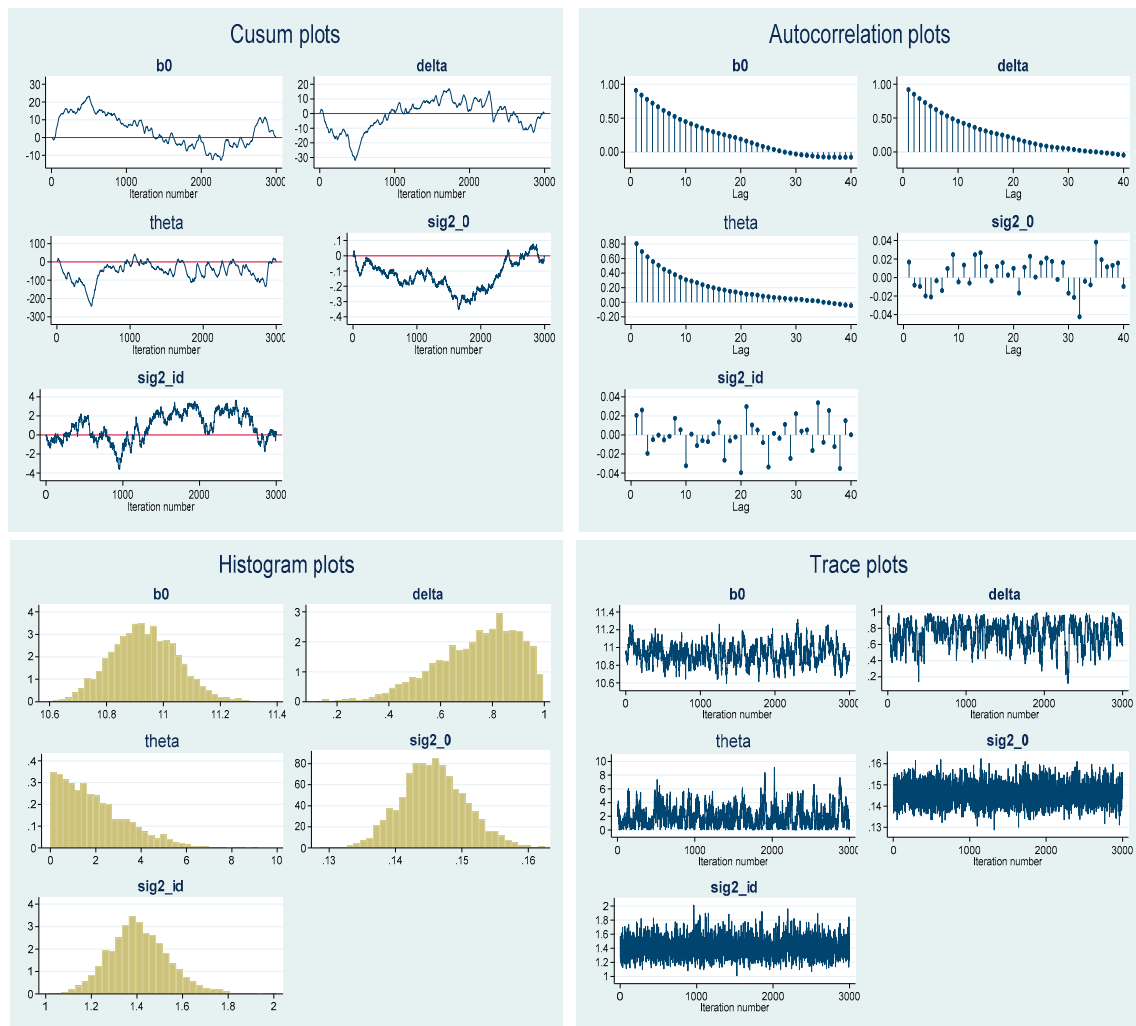 Cusum plots
b0
30
20
10
0
-10
0 1000 2000 3000
Iteration number
delta
20
10
0
-10
-20
-30
0 1000 2000 3000
Iteration number
theta
100
0
-100
-200
-300
0 1000 2000 3000
Iteration number
sig2_0
.1
0
-.1
-.2
-.3
-.4
0 1000 2000 3000
Iteration number
sig2_id
4
2
0
-2
-4
0 1000 2000 3000
Iteration number
Autocorrelation plots
b0
1.00
0.50
0.00
0 10 20 30 40
Lag
delta
1.00
0.50
0.00
0 10 20 30 40
Lag
theta
0.80
0.60
0.40
0.20
0.00
-0.20
0 10 20 30 40
Lag
sig2_0
0.04
0.02
0.00
-0.02
-0.04
0 10 20 30 40
Lag
sig2_id
0.04
0.02
0.00
-0.02
-0.04
0 10 20 30 40
Lag
Histogram plots
b0
4
3
2
1
0
10.6 10.8 11 11.2 11.4
delta
3
2
1
0
.2 .4 .6 .8 1
theta
.4
.3
.2
.1
0
0 2 4 6 8 10
sig2_0
80
60
40
20
0
.13 .14 .15 .16
sig2_id
4
3
2
1
0
1 1.2 1.4 1.6 1.8 2
Trace plots
b0
11.4
11.2
11
10.8
10.6
0 1000 2000 3000
Iteration number
delta
1
.8
.6
.4
.2
0 1000 2000 3000
Iteration number
theta
10
8
6
4
2
0
0 1000 2000 3000
Iteration number
sig2_0
.16
.15
.14
.13
0 1000 2000 3000
Iteration number
sig2_id
2
1.8
1.6
1.4
1.2
1
0 1000 2000 3000
Iteration number